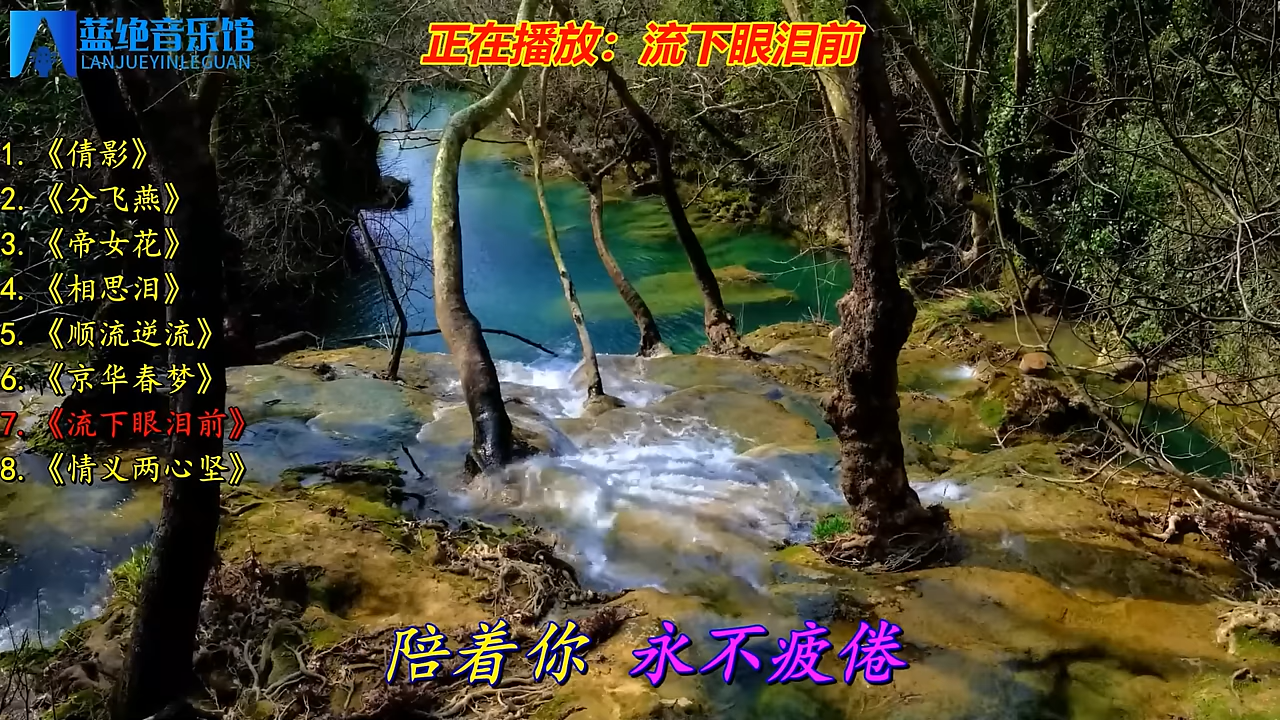 蓝绝音乐馆
LANJUEYINLEGUAN
正在播放：流下眼泪前
1.《倩影》
2.《分飞燕》
3.《帝女花》
4.《相思泪》
5.《顺流逆流》
6.《京华春梦》
7.《流下眼泪前》
8.《情义两心坚》
陪着你 永不疲倦